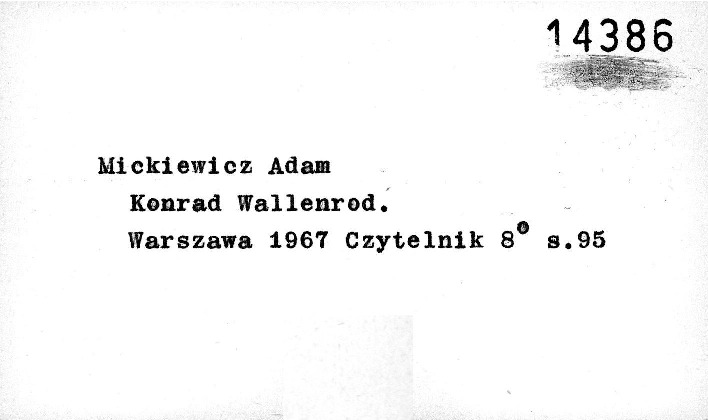 14386
Mickiewicz Adam
Konrad Wallenrod.
Warszawa 1967 Czytelnik 8° s.95